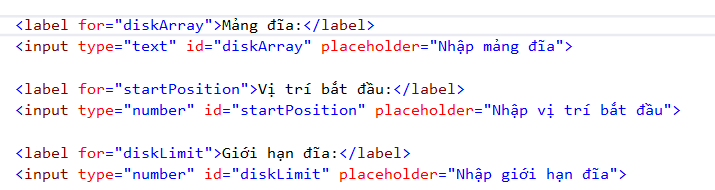 <label for="diskArray">Mảng đĩa:</label>
<input type="text" id="diskArray" placeholder="Nhập mảng đĩa">
<label for="startPosition">Vị trí bắt đầu:</label>
<input type="number" id="startPosition" placeholder="Nhập vị trí bắt đầu">
<label for="diskLimit">Giới hạn đĩa:</label>
<input type="number" id="diskLimit" placeholder="Nhập giới hạn đĩa">